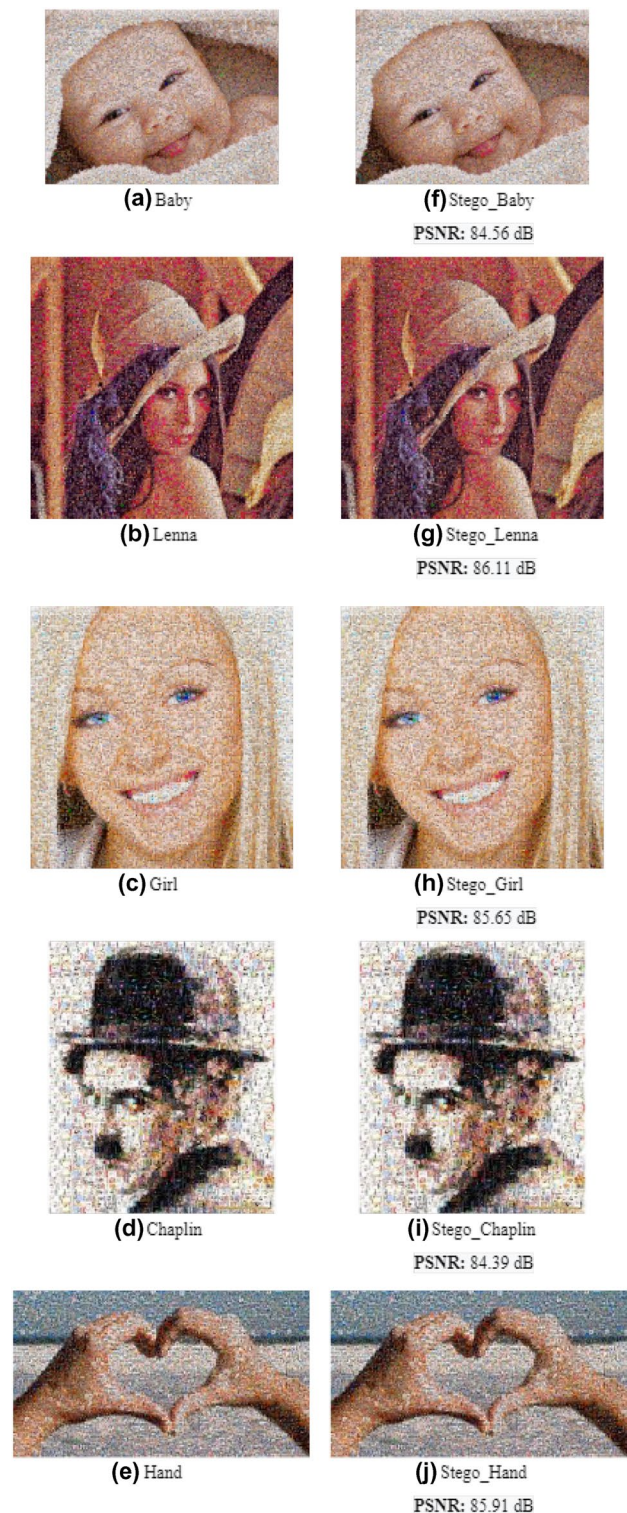 (a) Baby
(f) Stego_Baby
PSNR: 84.56 dB
(b) Lenna
(g) Stego_Lenna
PSNR: 86.11 dB
(c) Girl
(h) Stego_Girl
PSNR: 85.65 dB
(d) Chaplin
(i) Stego_Chaplin
PSNR: 84.39 dB
(e) Hand
(j) Stego_Hand
PSNR: 85.91 dB